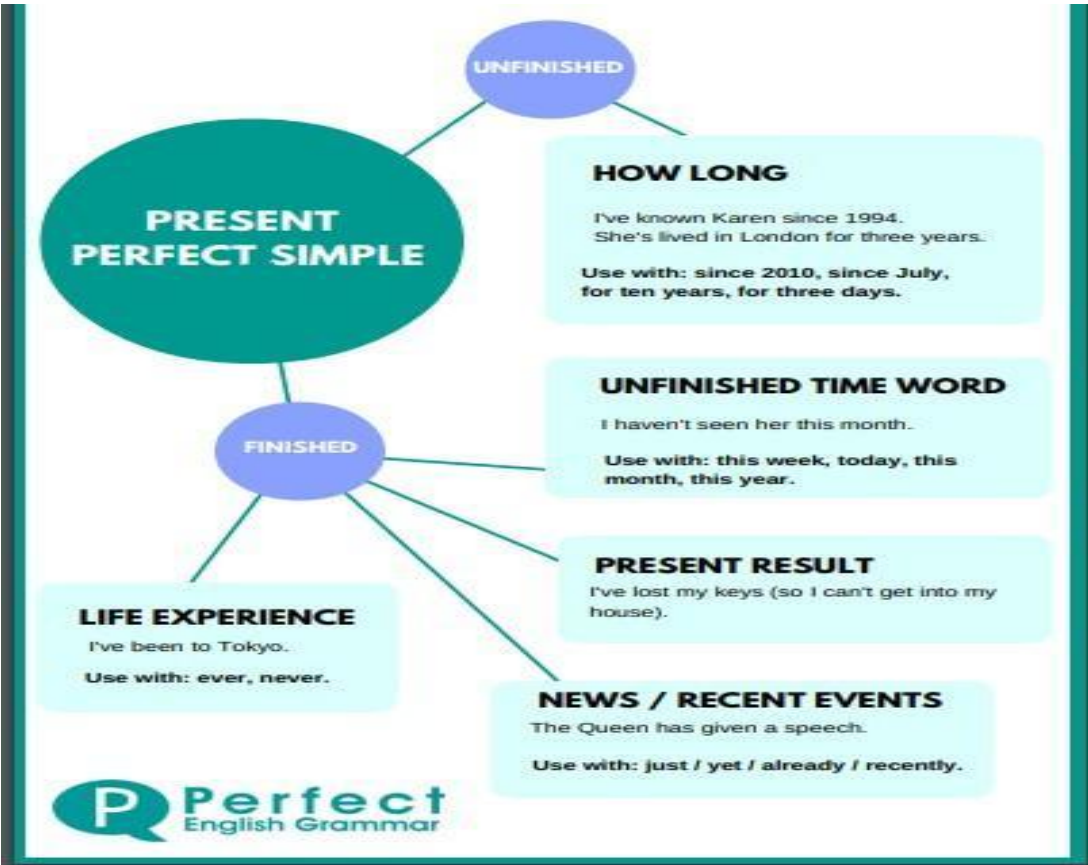 UNFINISHED
PRESENT
PERFECT SIMPLE
HOW LONG
I've known Karen since 1994.
She's lived in London for three years.
Use with: since 2010, since July,
for ten years, for three days.
FINISHED
UNFINISHED TIME WORD
I haven't seen her this month.
Use with: this week, today, this
month, this year.
PRESENT RESULT
I've lost my keys (so I can't get into my
house).
LIFE EXPERIENCE
I've been to Tokyo.
Use with: ever, never.
NEWS / RECENT EVENTS
The Queen has given a speech.
Use with: just / yet / already / recently.
P Perfect
English Grammar